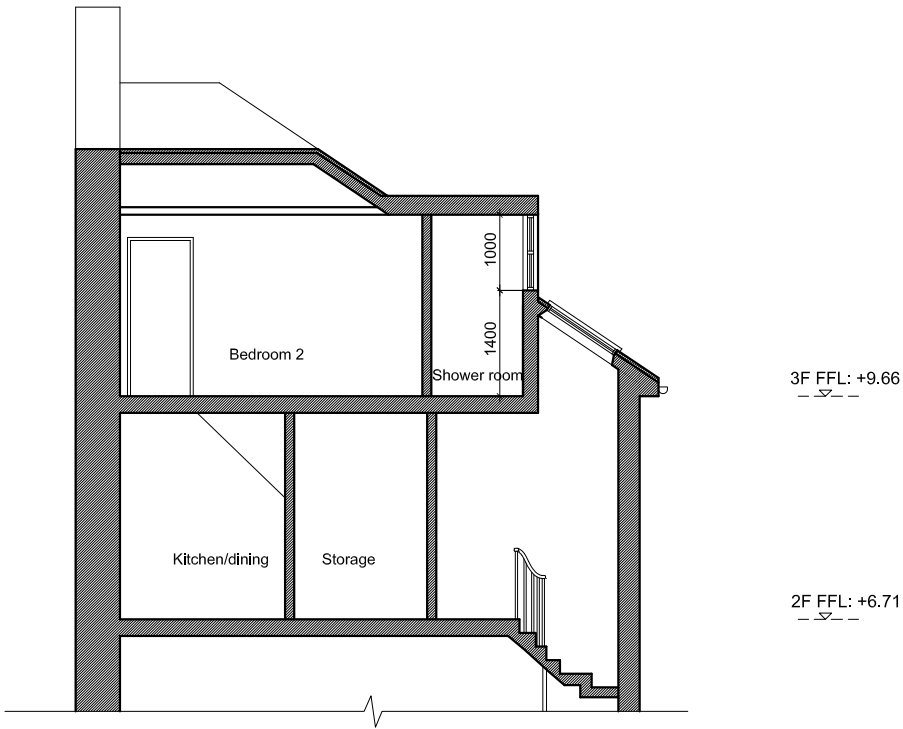 1000
1400
Bedroom 2
Shower room
3F FFL: +9.66
Kitchen/dining
Storage
2F FFL: +6.71